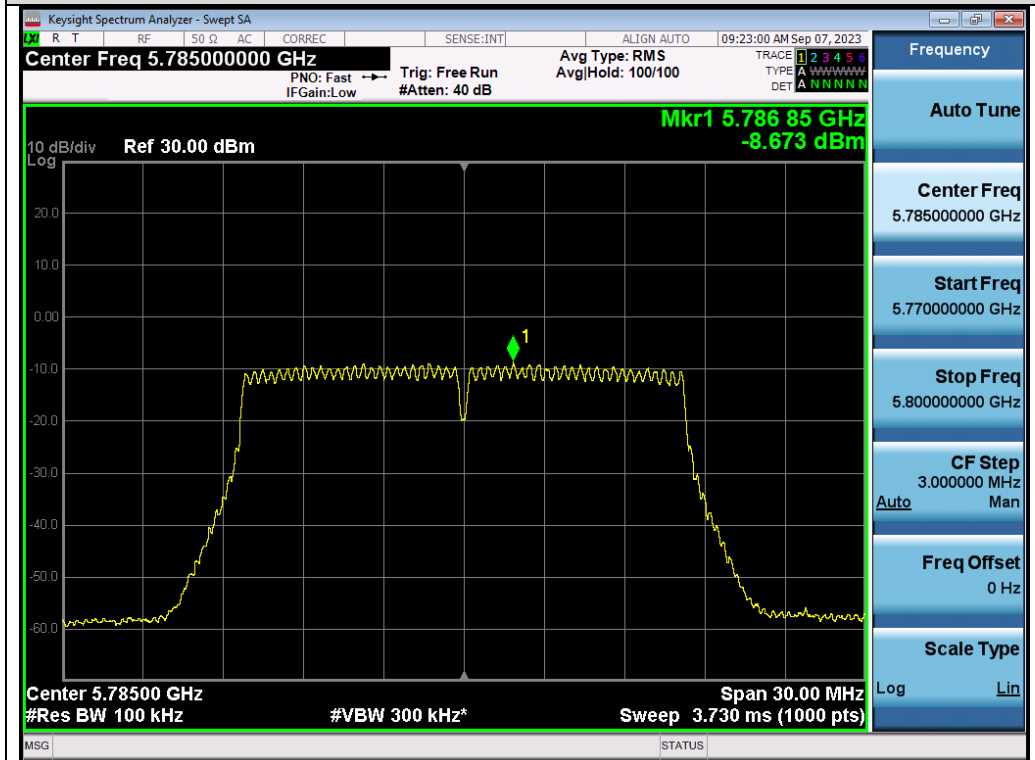 Keysight Spectrum Analyzer - Swept SA
LXI R T RF 50 Ω AC CORREC SENSE:INT ALIGN AUTO 09:23:00 AM Sep 07, 2023
Center Freq 5.785000000 GHz
PNO: Fast
IFGain:Low
Trig: Free Run
#Atten: 40 dB
Avg Type: RMS
Avg|Hold: 100/100
TRACE 1 2 3 4 5 6
TYPE A WWWWW
DET A N N N N N
Mkr1 5.786 85 GHz
-8.673 dBm
10 dB/div
Log
Ref 30.00 dBm
20.0
10.0
0.00
-10.0
-20.0
-30.0
-40.0
-50.0
-60.0
1
Center 5.78500 GHz
Span 30.00 MHz
#Res BW 100 kHz
#VBW 300 kHz*
Sweep 3.730 ms (1000 pts)
MSG
STATUS
Frequency
Auto Tune
Center Freq
5.785000000 GHz
Start Freq
5.770000000 GHz
Stop Freq
5.800000000 GHz
CF Step
3.000000 MHz
Auto Man
Freq Offset
0 Hz
Scale Type
Log Lin